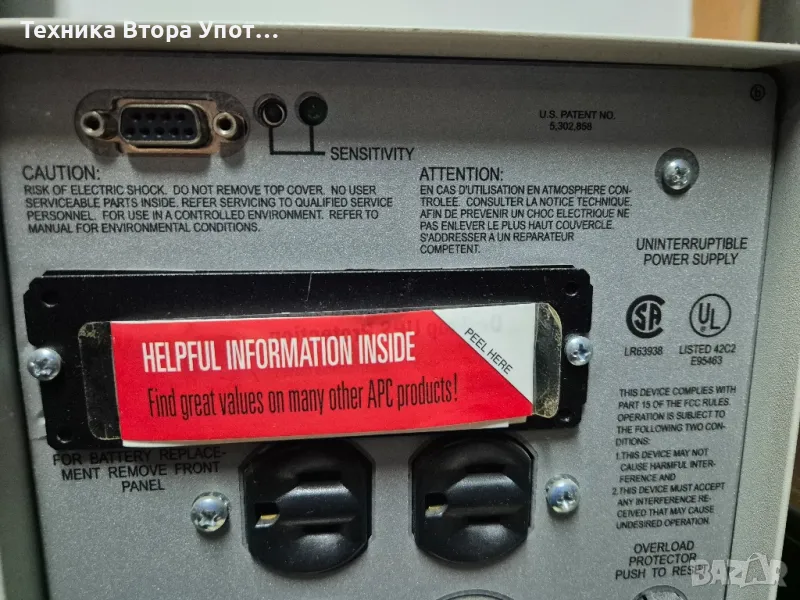 Техника Втора Упот...
U.S. PATENT NO.
5,302,858
SENSITIVITY
CAUTION:
RISK OF ELECTRIC SHOCK. DO NOT REMOVE TOP COVER. NO USER
SERVICEABLE PARTS INSIDE. REFER SERVICING TO QUALIFIED SERVICE
PERSONNEL. FOR USE IN A CONTROLLED ENVIRONMENT. REFER TO
MANUAL FOR ENVIRONMENTAL CONDITIONS.
ATTENTION:
EN CAS D'UTILISATION EN ATMOSPHERE CON-
TROLEE. CONSULTER LA NOTICE TECHNIQUE.
AFIN DE PREVENIR UN CHOC ELECTRIQUE NE
PAS ENLEVER LE PLUS HAUT COUVERCLE.
S'ADDRESSER A UN REPARATEUR
COMPETENT.
UNINTERRUPTIBLE
POWER SUPPLY
HELPFUL INFORMATION INSIDE
Find great values on many other APC products!
PEEL HERE
SA
LR63938
UL
LISTED 42C2
E95463
FOR BATTERY REPLACE-
MENT REMOVE FRONT
PANEL
THIS DEVICE COMPLIES WITH
PART 15 OF THE FCC RULES.
OPERATION IS SUBJECT TO
THE FOLLOWING TWO CON-
DITIONS:
1.THIS DEVICE MAY NOT
CAUSE HARMFUL INTER-
FERENCE AND
2.THIS DEVICE MUST ACCEPT
ANY INTERFERENCE RE-
CEIVED THAT MAY CAUSE
UNDESIRED OPERATION.
OVERLOAD
PROTECTOR
PUSH TO RESET
BAZAR